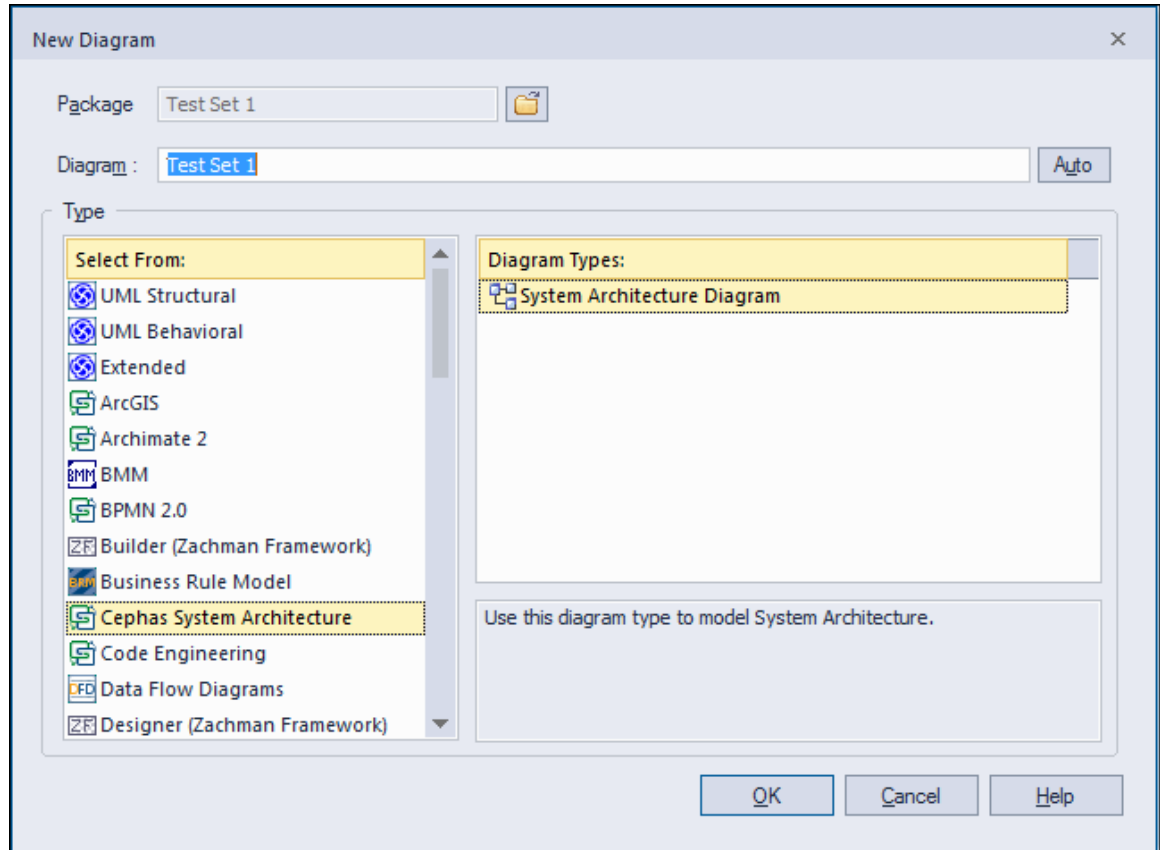 New Diagram
Package Test Set 1
Diagram : Test Set 1 Auto
Type
Select From:
UML Structural
UML Behavioral
Extended
ArcGIS
Archimate 2
BMM BMM
BPMN 2.0
ZF Builder (Zachman Framework)
BRM Business Rule Model
Cephas System Architecture
Code Engineering
DFD Data Flow Diagrams
ZF Designer (Zachman Framework)
Diagram Types:
System Architecture Diagram
Use this diagram type to model System Architecture.
OK Cancel Help